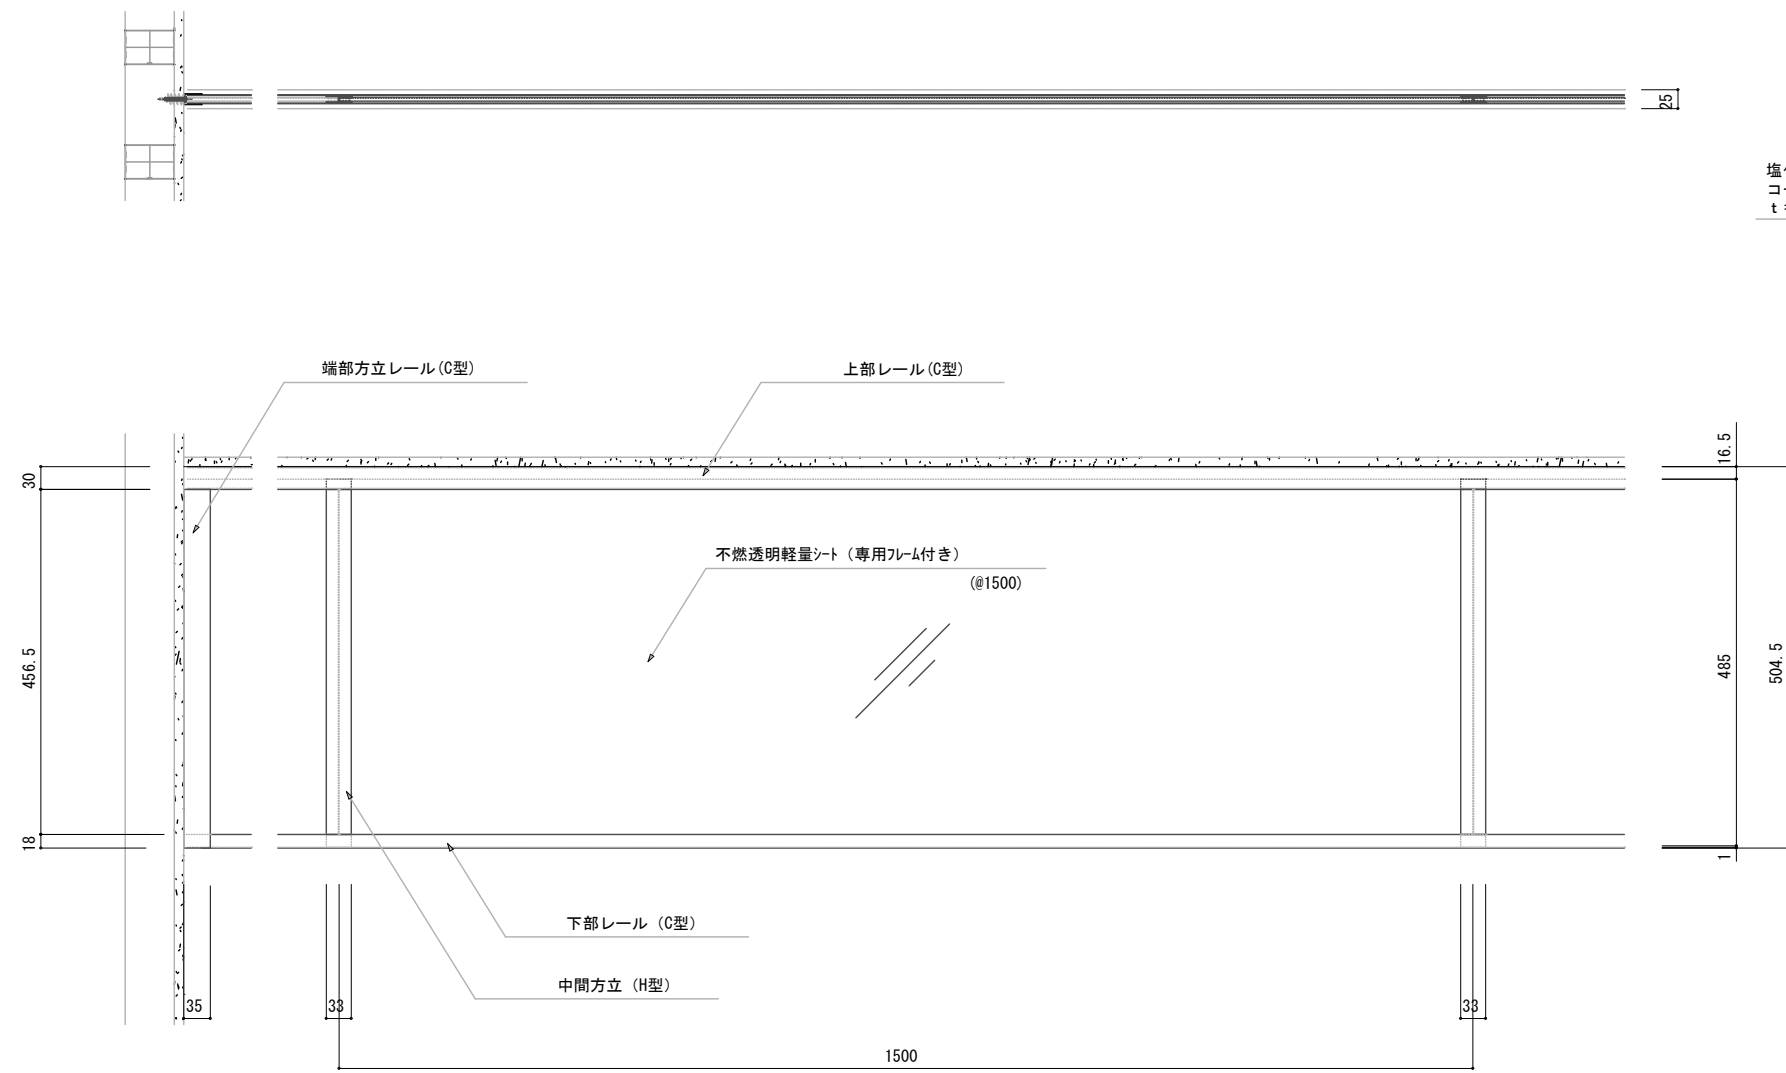 25
塩
コ
t
端部方立レール(C型)
上部レール(C型)
16.5
30
不燃透明軽量シート（専用フレーム付き）
(@1500)
456.5
485
504.5
18
1
下部レール（C型）
中間方立（H型）
35
33
33
1500